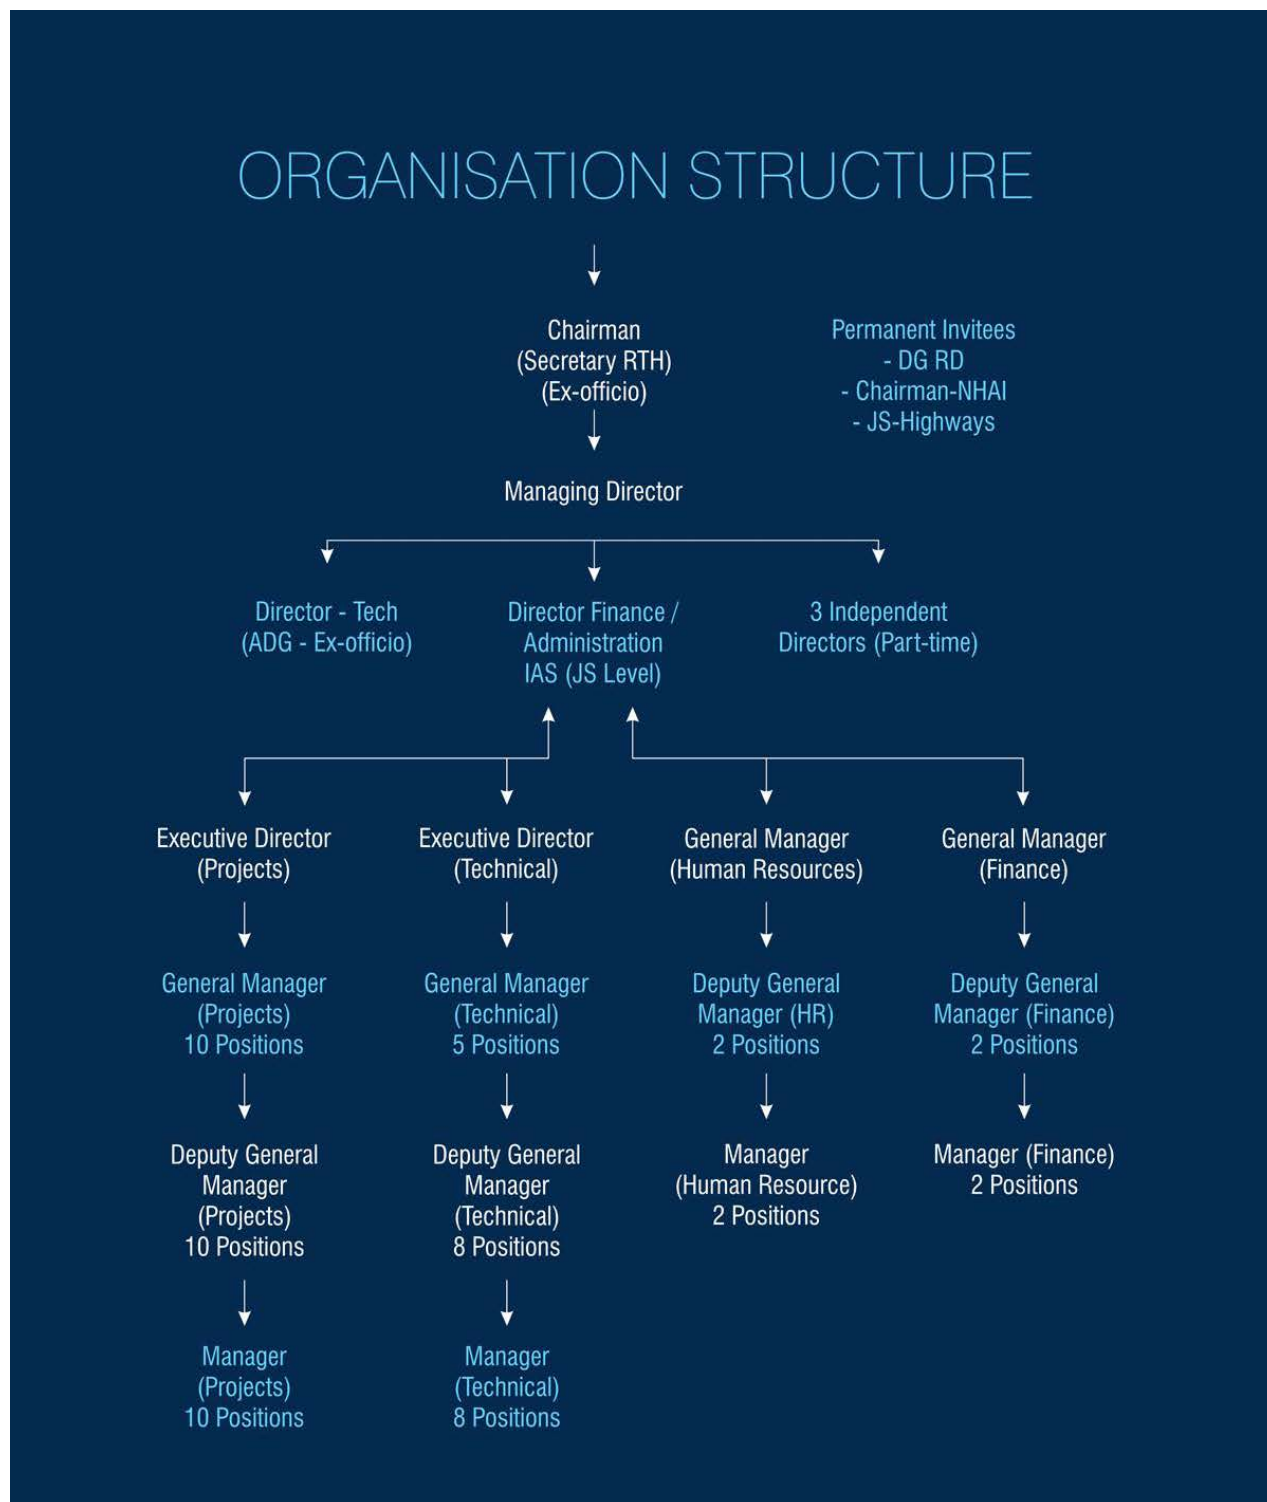 ORGANISATION STRUCTURE
Chairman
(Secretary RTH)
(Ex-officio)
Permanent Invitees
- DG RD
- Chairman-NHAI
- JS-Highways
Managing Director
Director - Tech
(ADG - Ex-officio)
Director Finance /
Administration
IAS (JS Level)
3 Independent
Directors (Part-time)
Executive Director
(Projects)
Executive Director
(Technical)
General Manager
(Human Resources)
General Manager
(Finance)
General Manager
(Projects)
10 Positions
General Manager
(Technical)
5 Positions
Deputy General
Manager (HR)
2 Positions
Deputy General
Manager (Finance)
2 Positions
Deputy General
Manager
(Projects)
10 Positions
Deputy General
Manager
(Technical)
8 Positions
Manager
(Human Resource)
2 Positions
Manager (Finance)
2 Positions
Manager
(Projects)
10 Positions
Manager
(Technical)
8 Positions